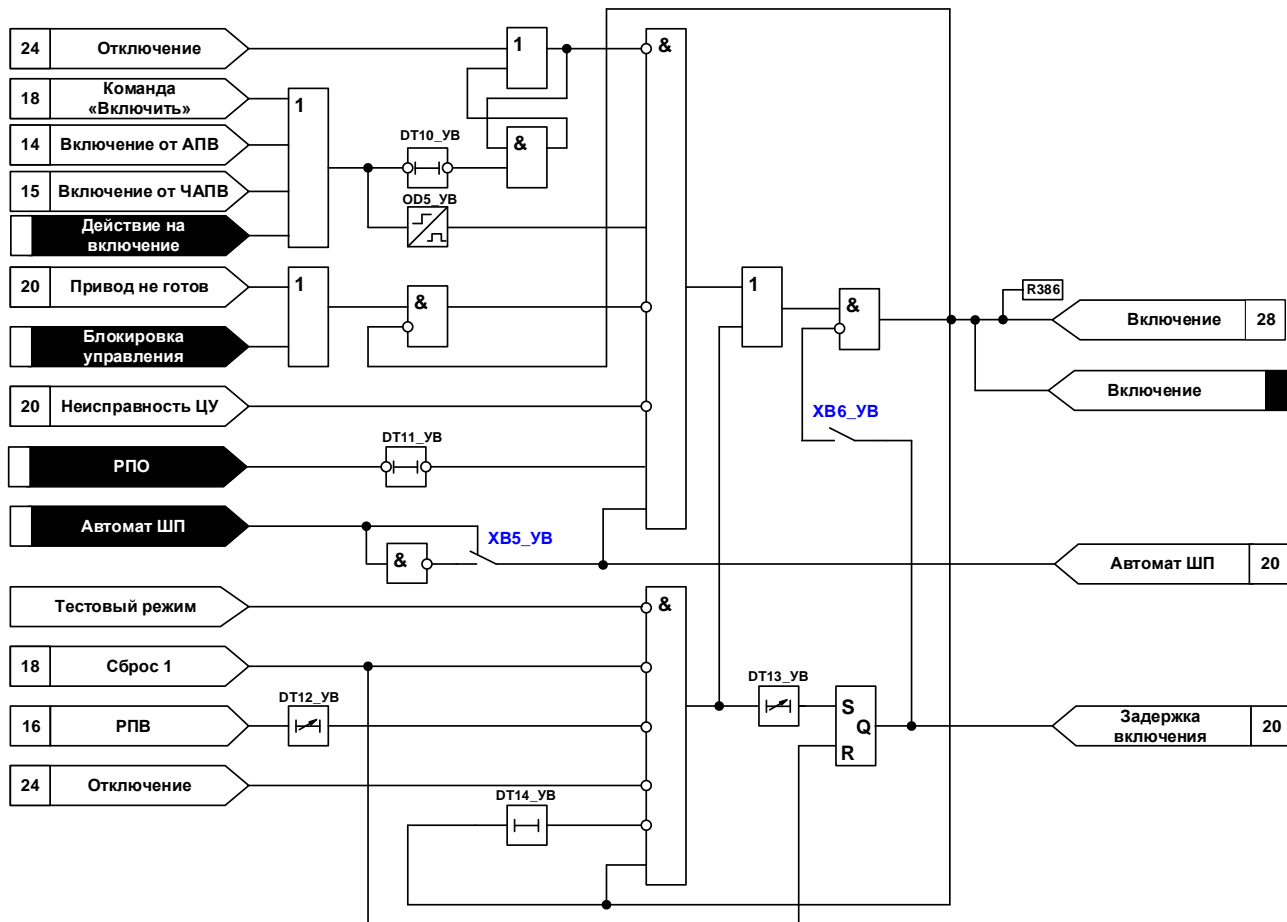 24 Отключение
18 Команда
«Включить»
14 Включение от АПВ
15 Включение от ЧАПВ
Действие на
включение
20 Привод не готов
Блокировка
управления
20 Неисправность ЦУ
РПО
Автомат ШП
Тестовый режим
18 Сброс 1
16 РПВ
24 Отключение
1
1
DT10_УВ
OD5_УВ
DT11_УВ
&
XB5_УВ
DT12_УВ
DT14_УВ
1
&
&
&
&
DT13_УВ
S
Q
R
1
&
XB6_УВ
R386
Включение 28
Включение
Автомат ШП 20
Задержка
включения 20